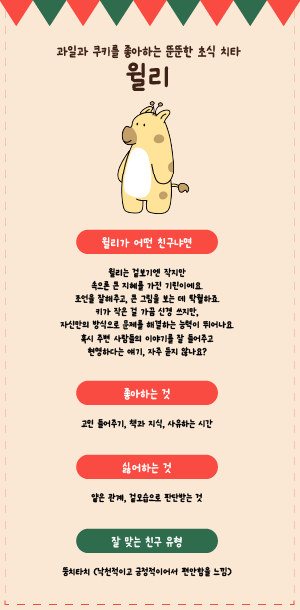 과일과 쿠키를 좋아하는 뚠뚠한 초식 치타
윌리
윌리가 어떤 친구냐면
윌리는 겉보기엔 작지만
속으론 큰 지혜를 가진 기린이에요.
조언을 잘해주고, 큰 그림을 보는 데 탁월하죠.
키가 작은 걸 가끔 신경 쓰지만,
자신만의 방식으로 문제를 해결하는 능력이 뛰어나요.
혹시 주변 사람들의 이야기를 잘 들어주고
현명하다는 얘기, 자주 듣지 않나요?
좋아하는 것
고민 들어주기, 책과 지식, 사유하는 시간
싫어하는 것
얕은 관계, 겉모습으로 판단받는 것
잘 맞는 친구 유형
둥치타치 (낙천적이고 긍정적이어서 편안함을 느낌)